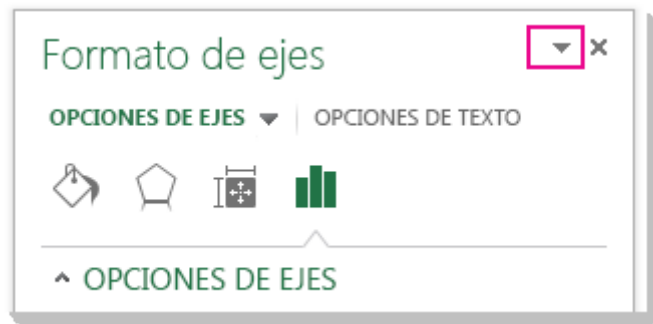 Formato de ejes
OPCIONES DE EJES OPCIONES DE TEXTO
OPCIONES DE EJES